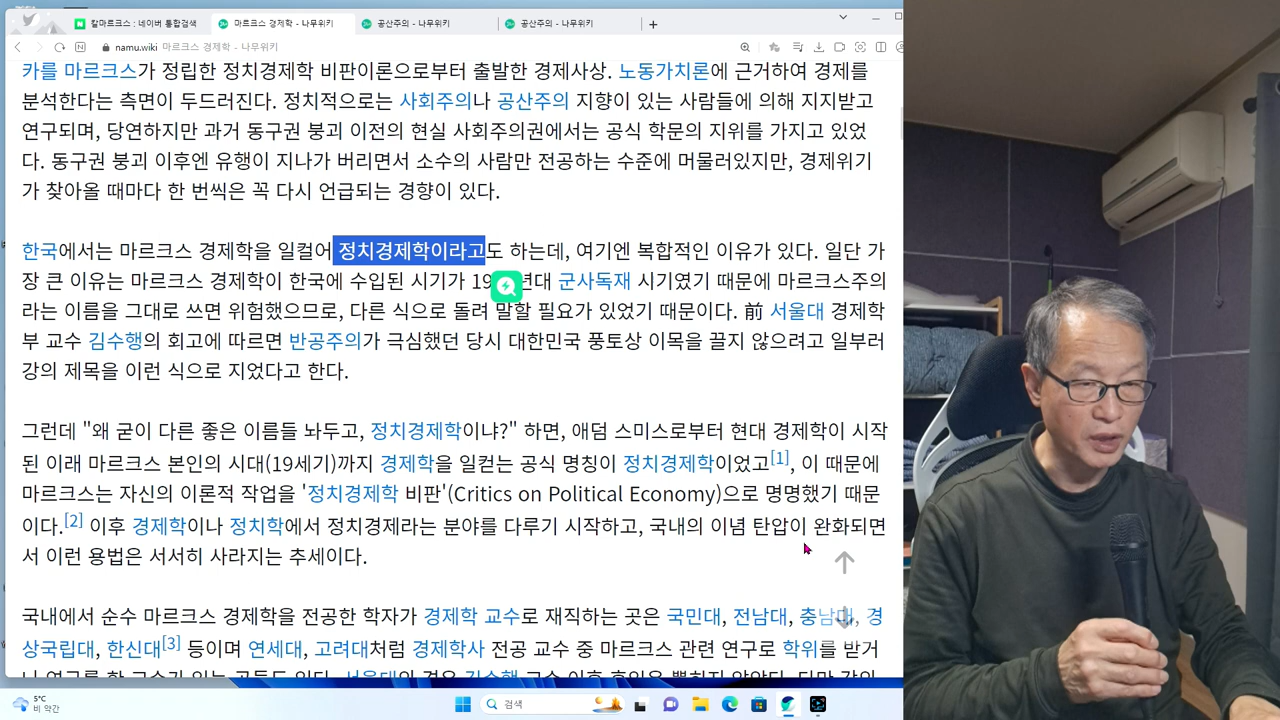 칼마르크스 : 네이버 통합검색
마르크스 경제학 - 나무위키
공산주의 - 나무위키
공산주의 - 나무위키
namu.wiki 마르크스 경제학 - 나무위키
카를 마르크스가 정립한 정치경제학 비판이론으로부터 출발한 경제사상. 노동가치론에 근거하여 경제를
분석한다는 측면이 두드러진다. 정치적으로는 사회주의나 공산주의 지향이 있는 사람들에 의해 지지받고
연구되며, 당연하지만 과거 동구권 붕괴 이전의 현실 사회주의권에서는 공식 학문의 지위를 가지고 있었
다. 동구권 붕괴 이후엔 유행이 지나가 버리면서 소수의 사람만 전공하는 수준에 머물러있지만, 경제위기
가 찾아올 때마다 한 번씩은 꼭 다시 언급되는 경향이 있다.
한국에서는 마르크스 경제학을 일컬어 정치경제학이라고도 하는데, 여기엔 복합적인 이유가 있다. 일단 가
장 큰 이유는 마르크스 경제학이 한국에 수입된 시기가 19 년대 군사독재 시기였기 때문에 마르크스주의
라는 이름을 그대로 쓰면 위험했으므로, 다른 식으로 돌려 말할 필요가 있었기 때문이다. 前 서울대 경제학
부 교수 김수행의 회고에 따르면 반공주의가 극심했던 당시 대한민국 풍토상 이목을 끌지 않으려고 일부러
강의 제목을 이런 식으로 지었다고 한다.
그런데 "왜 굳이 다른 좋은 이름들 놔두고, 정치경제학이냐?" 하면, 애덤 스미스로부터 현대 경제학이 시작
된 이래 마르크스 본인의 시대(19세기)까지 경제학을 일컫는 공식 명칭이 정치경제학이었고[1], 이 때문에
마르크스는 자신의 이론적 작업을 '정치경제학 비판'(Critics on Political Economy)으로 명명했기 때문
이다.[2] 이후 경제학이나 정치학에서 정치경제라는 분야를 다루기 시작하고, 국내의 이념 탄압이 완화되면
서 이런 용법은 서서히 사라지는 추세이다.
국내에서 순수 마르크스 경제학을 전공한 학자가 경제학 교수로 재직하는 곳은 국민대, 전남대, 충남대, 경
상국립대, 한신대[3] 등이며 연세대, 고려대처럼 경제학사 전공 교수 중 마르크스 관련 연구로 학위를 받거
5°C
비 약간
검색